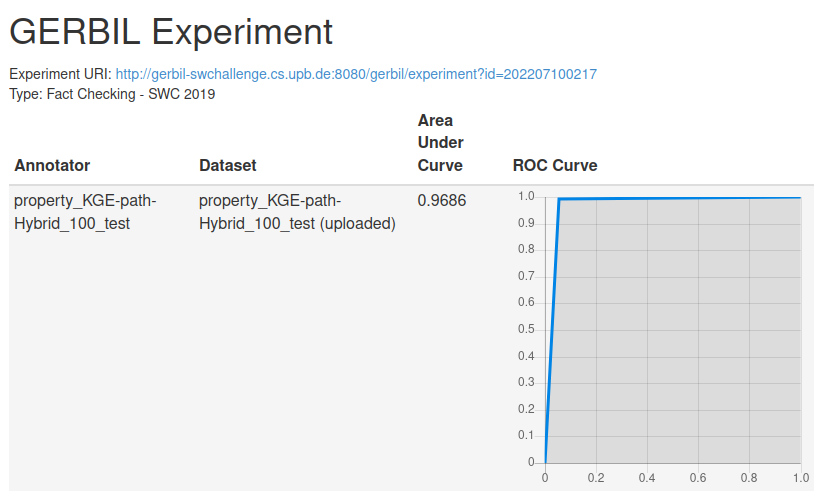 GERBIL Experiment
Experiment URI: http://gerbil-swchallenge.cs.upb.de:8080/gerbil/experiment?id=202207100217
Type: Fact Checking - SWC 2019
Annotator
Dataset
Area
Under
Curve
ROC Curve
property_KGE-path-
Hybrid_100_test
property_KGE-path-
Hybrid_100_test (uploaded)
0.9686
1.0
0.9
0.8
0.7
0.6
0.5
0.4
0.3
0.2
0.1
0
0 0.2 0.4 0.6 0.8 1.0